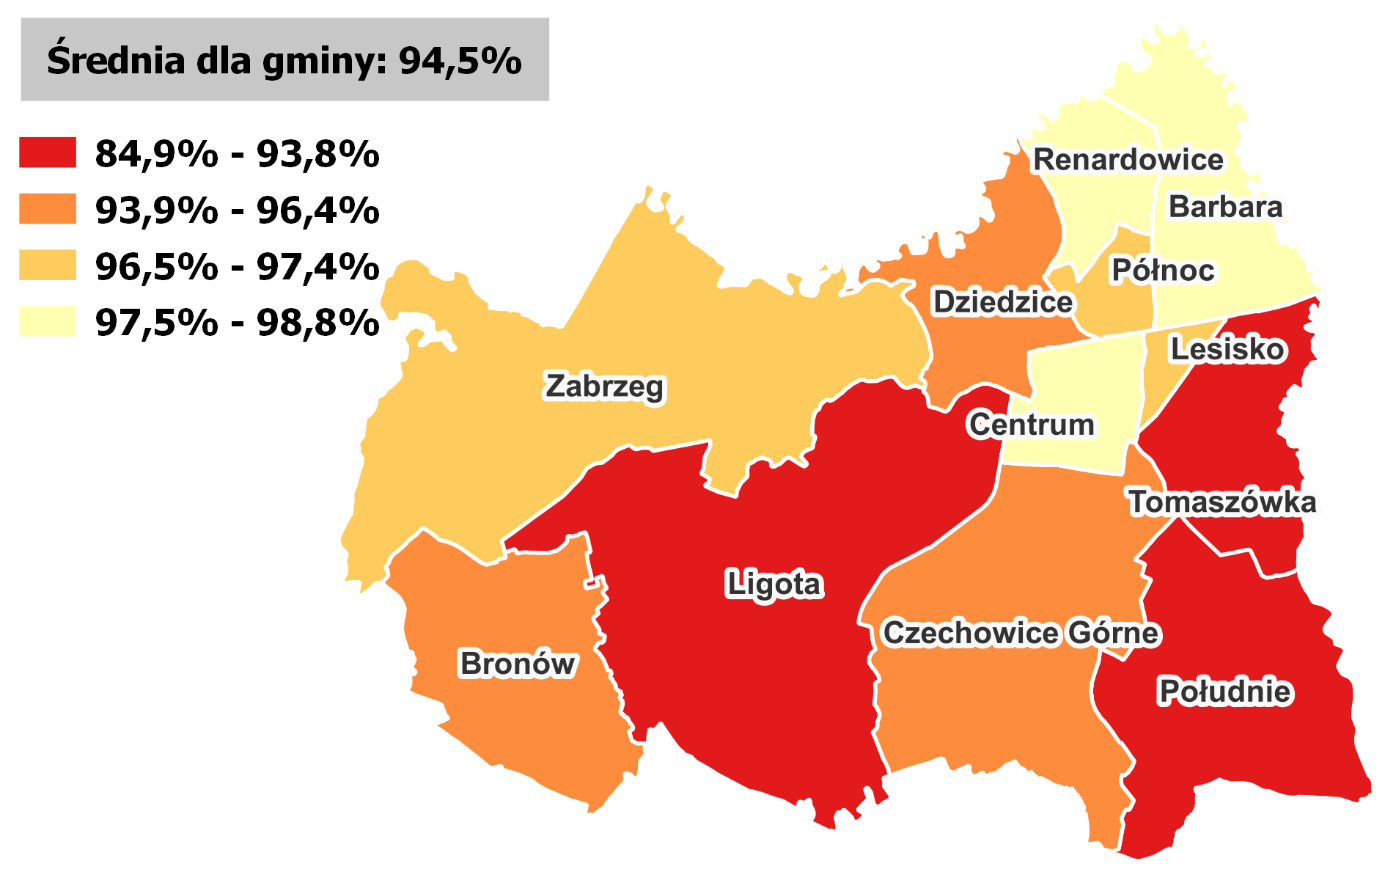 Średnia dla gminy: 94,5%
84,9% - 93,8%
93,9% - 96,4%
96,5% - 97,4%
97,5% - 98,8%
Renardowice
Barbara
Północ
Dziedzice
Lesisko
Zabrzeg
Centrum
Tomaszówka
Ligota
Czechowice Górne
Bronów
Południe